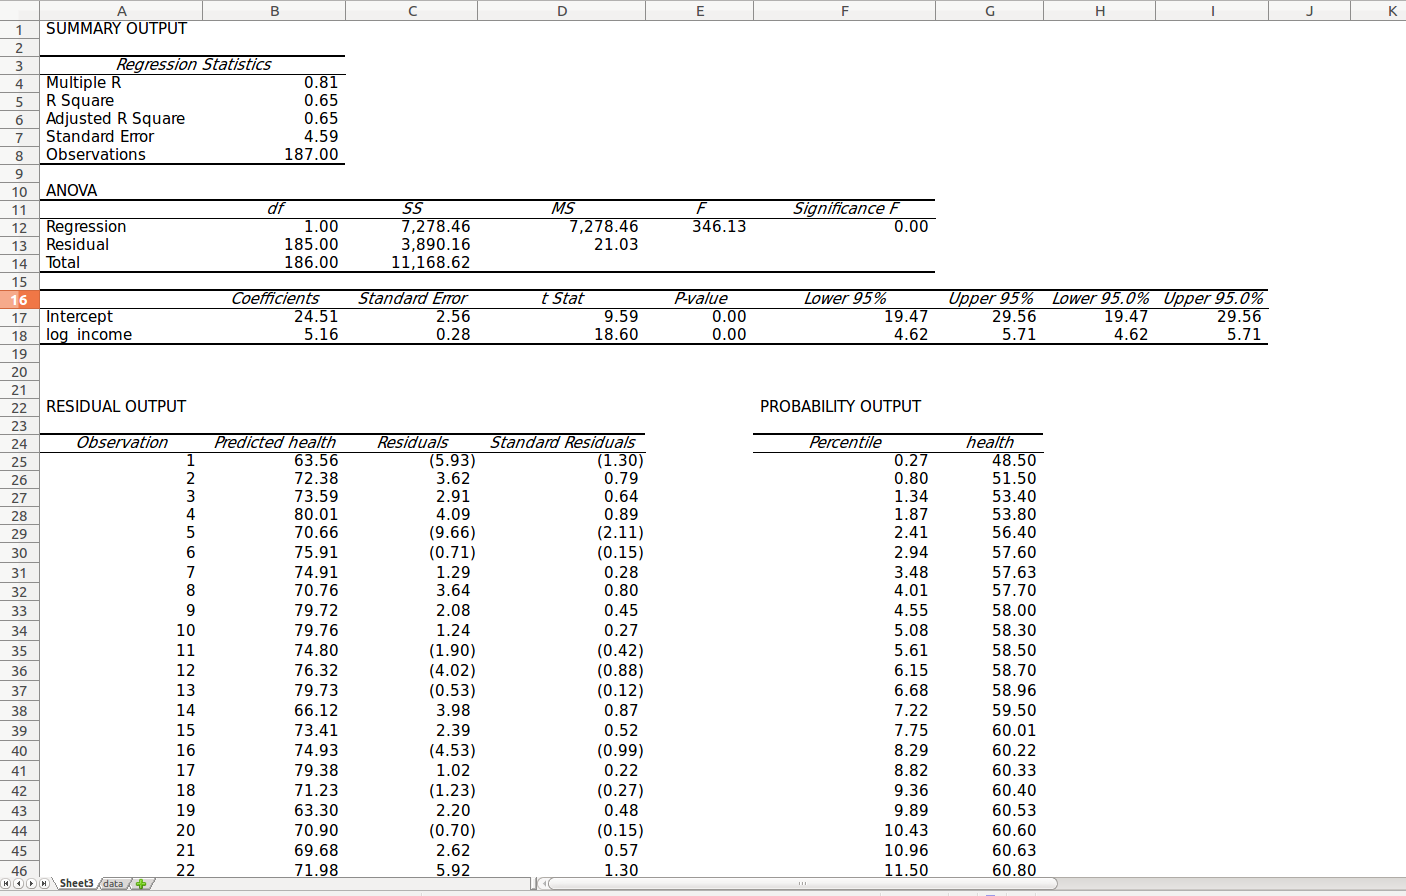 A B C D E F G H I J K
1 SUMMARY OUTPUT
2
3 Regression Statistics
4 Multiple R 0.81
5 R Square 0.65
6 Adjusted R Square 0.65
7 Standard Error 4.59
8 Observations 187.00
9
10 ANOVA
11 df SS MS F Significance F
12 Regression 1.00 7,278.46 7,278.46 346.13 0.00
13 Residual 185.00 3,890.16 21.03
14 Total 186.00 11,168.62
15
16 Coefficients Standard Error t Stat P-value Lower 95% Upper 95% Lower 95.0% Upper 95.0%
17 Intercept 24.51 2.56 9.59 0.00 19.47 29.56 19.47 29.56
18 log_income 5.16 0.28 18.60 0.00 4.62 5.71 4.62 5.71
19
20
21
22 RESIDUAL OUTPUT PROBABILITY OUTPUT
23
24 Observation Predicted health Residuals Standard Residuals Percentile health
25 1 63.56 (5.93) (1.30) 0.27 48.50
26 2 72.38 3.62 0.79 0.80 51.50
27 3 73.59 2.91 0.64 1.34 53.40
28 4 80.01 4.09 0.89 1.87 53.80
29 5 70.66 (9.66) (2.11) 2.41 56.40
30 6 75.91 (0.71) (0.15) 2.94 57.60
31 7 74.91 1.29 0.28 3.48 57.63
32 8 70.76 3.64 0.80 4.01 57.70
33 9 79.72 2.08 0.45 4.55 58.00
34 10 79.76 1.24 0.27 5.08 58.30
35 11 74.80 (1.90) (0.42) 5.61 58.50
36 12 76.32 (4.02) (0.88) 6.15 58.70
37 13 79.73 (0.53) (0.12) 6.68 58.96
38 14 66.12 3.98 0.87 7.22 59.50
39 15 73.41 2.39 0.52 7.75 60.01
40 16 74.93 (4.53) (0.99) 8.29 60.22
41 17 79.38 1.02 0.22 8.82 60.33
42 18 71.23 (1.23) (0.27) 9.36 60.40
43 19 63.30 2.20 0.48 9.89 60.53
44 20 70.90 (0.70) (0.15) 10.43 60.60
45 21 69.68 2.62 0.57 10.96 60.63
46 22 71.98 5.92 1.30 11.50 60.80
Sheet3 data